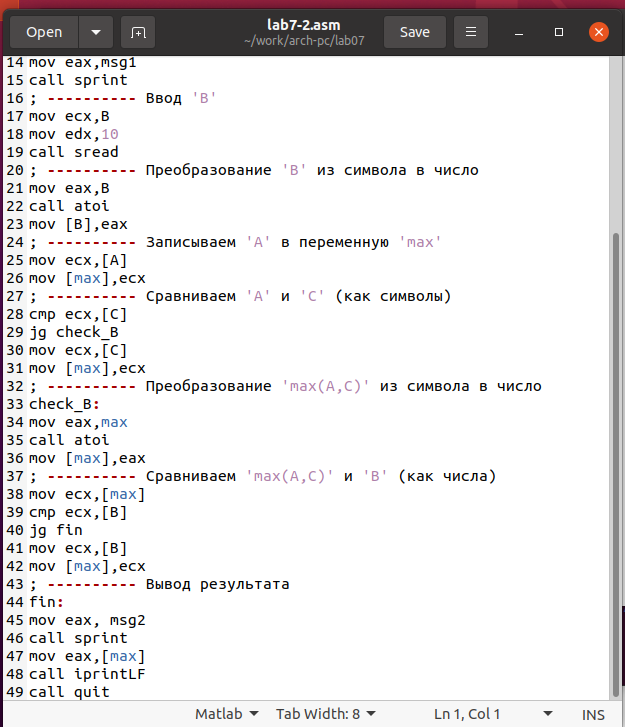 Open
lab7-2.asm
~/work/arch-pc/lab07
Save
14 mov eax,msg1
15 call sprint
16 ; ---------- Ввод 'B'
17 mov ecx,B
18 mov edx,10
19 call sread
20 ; ---------- Преобразование 'B' из символа в число
21 mov eax,B
22 call atoi
23 mov [B],eax
24 ; ---------- Записываем 'A' в переменную 'max'
25 mov ecx,[A]
26 mov [max],ecx
27 ; ---------- Сравниваем 'A' и 'С' (как символы)
28 cmp ecx,[C]
29 jg check_B
30 mov ecx,[C]
31 mov [max],ecx
32 ; ---------- Преобразование 'max(A,C)' из символа в число
33 check_B:
34 mov eax,max
35 call atoi
36 mov [max],eax
37 ; ---------- Сравниваем 'max(A,C)' и 'B' (как числа)
38 mov ecx,[max]
39 cmp ecx,[B]
40 jg fin
41 mov ecx,[B]
42 mov [max],ecx
43 ; ---------- Вывод результата
44 fin:
45 mov eax, msg2
46 call sprint
47 mov eax,[max]
48 call iprintLF
49 call quit
Matlab Tab Width: 8 Ln 1, Col 1 INS